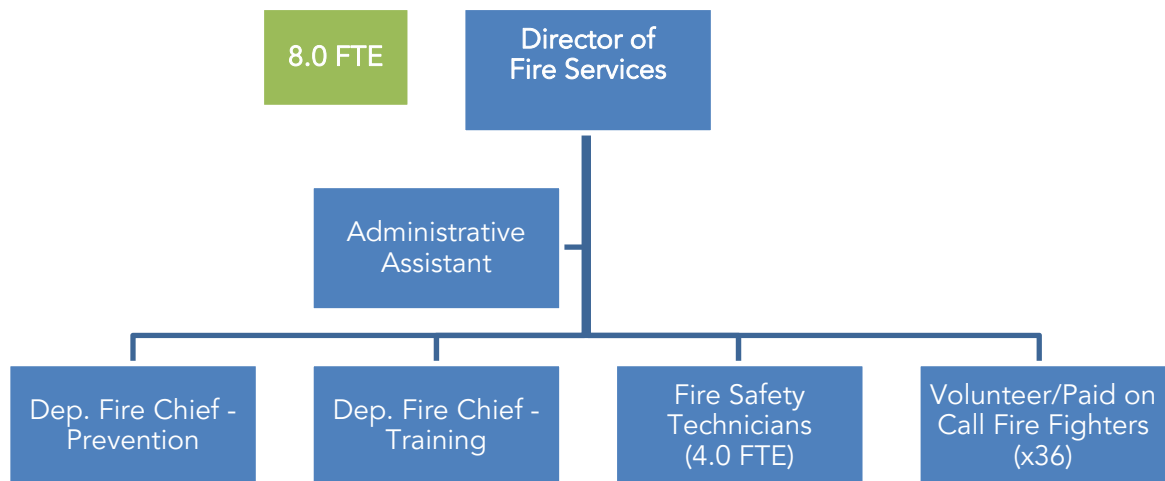 8.0 FTE
Director of
Fire Services
Administrative
Assistant
Dep. Fire Chief -
Prevention
Dep. Fire Chief -
Training
Fire Safety
Technicians
(4.0 FTE)
Volunteer/Paid on
Call Fire Fighters
(x36)